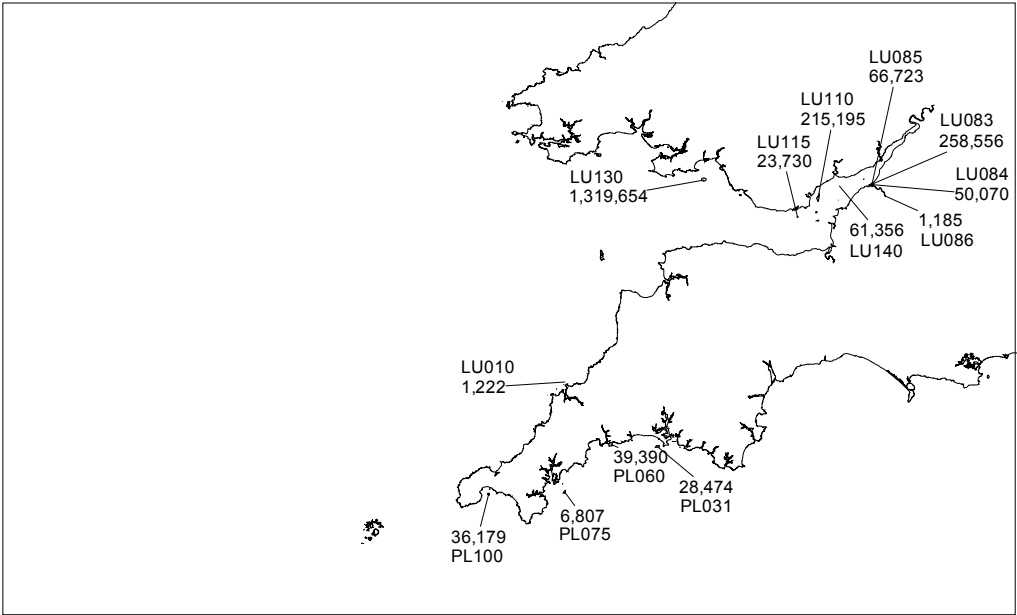 LU085
66,723
LU110
215,195
LU083
258,556
LU115
23,730
LU130
1,319,654
LU084
50,070
1,185
LU086
61,356
LU140
LU010
1,222
39,390
PL060
28,474
PL031
6,807
PL075
36,179
PL100